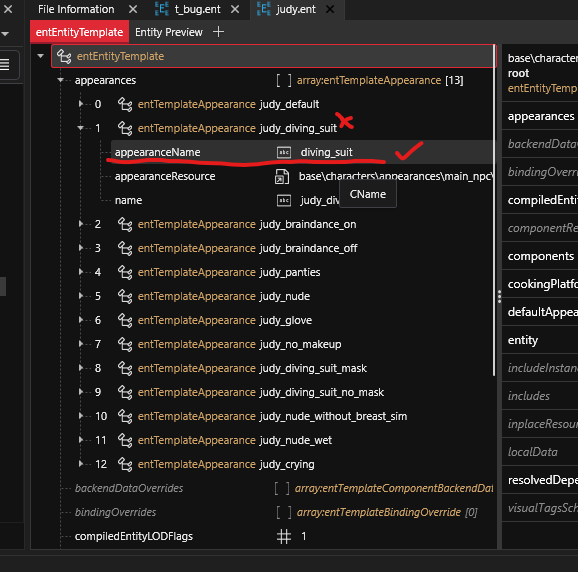 File Information t_bug.ent judy.ent
entEntityTemplate Entity Preview
entEntityTemplate
appearances [ ] array:entTemplateAppearance [13]
0 entTemplateAppearance judy_default
1 entTemplateAppearance judy_diving_suit
appearanceName abc diving_suit
appearanceResource base\characters\appearances\main_npc\
name abc judy_div
CName
2 entTemplateAppearance judy_braindance_on
3 entTemplateAppearance judy_braindance_off
4 entTemplateAppearance judy_panties
5 entTemplateAppearance judy_nude
6 entTemplateAppearance judy_glove
7 entTemplateAppearance judy_no_makeup
8 entTemplateAppearance judy_diving_suit_mask
9 entTemplateAppearance judy_diving_suit_no_mask
10 entTemplateAppearance judy_nude_without_breast_sim
11 entTemplateAppearance judy_nude_wet
12 entTemplateAppearance judy_crying
backendDataOverrides [ ] array:entTemplateComponentBackendDat
bindingOverrides [ ] array:entTemplateBindingOverride [0]
compiledEntityLODFlags # 1
base\character
root
entEntityTemp
appearances
backendData
bindingOverr
compiledEnti
componentRe
components
cookingPlatfo
defaultAppea
entity
includeInstanc
includes
inplaceResour
localData
resolvedDepe
visualTagsSch